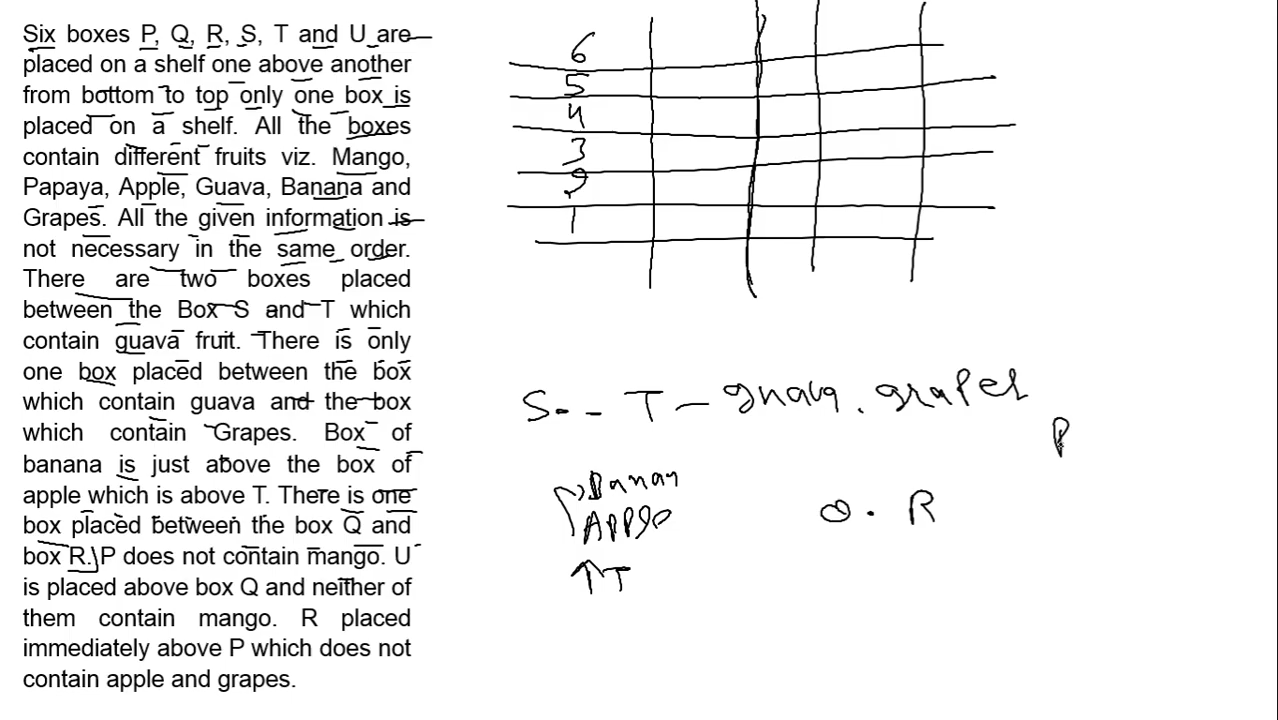 Six boxes P, Q, R, S, T and U are
placed on a shelf one above another
from bottom to top only one box is
placed on a shelf. All the boxes
contain different fruits viz. Mango,
Papaya, Apple, Guava, Banana and
Grapes. All the given information is
not necessary in the same order.
There are two boxes placed
between the Box S and T which
contain guava fruit. There is only
one box placed between the box
which contain guava and the box
which contain Grapes. Box of
banana is just above the box of
apple which is above T. There is one
box placed between the box Q and
box R. P does not contain mango. U
is placed above box Q and neither of
them contain mango. R placed
immediately above P which does not
contain apple and grapes.
6
5
4
3
2
1
S - - T - guava . grapes
P
Banan
Apple
Q . R
↑ T